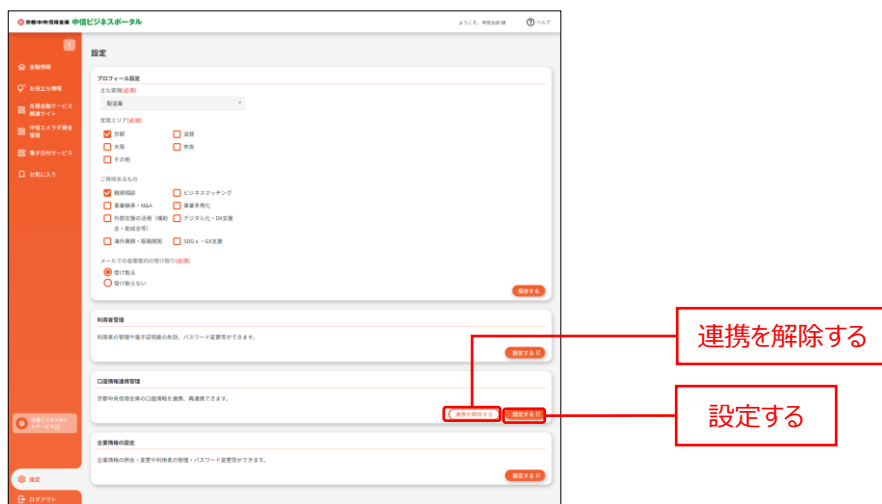 京都中央信用金庫 中信ビジネスポータル
ようこそ、中信太郎 様
ヘルプ
設定
金融情報
お役立ち情報
各種金融サービス
関連サイト
中信エメラダ資金
管理
電子交付サービス
お気に入り
プロフィール設定
主な業種(必須)
製造業
営業エリア(必須)
京都
滋賀
大阪
奈良
その他
ご興味あるもの
融資相談
ビジネスマッチング
事業継承・M&A
事業多角化
外部支援の活用(補助
金・助成金等)
デジタル化・DX支援
海外展開・販路開拓
SDGs・GX支援
メールでの金庫案内の受け取り(必須)
受け取る
受け取らない
保存する
利用者管理
利用者の管理や電子証明書の失効、パスワード変更等ができます。
設定する
口座情報連携管理
京都中央信用金庫の口座情報を連携、再連携できます。
連携を解除する
設定する
企業情報の設定
企業情報の照会・変更や利用者の管理・パスワード変更等ができます。
設定する
中信ビジネスWe
bサービス
設定
ログアウト
連携を解除する
設定する